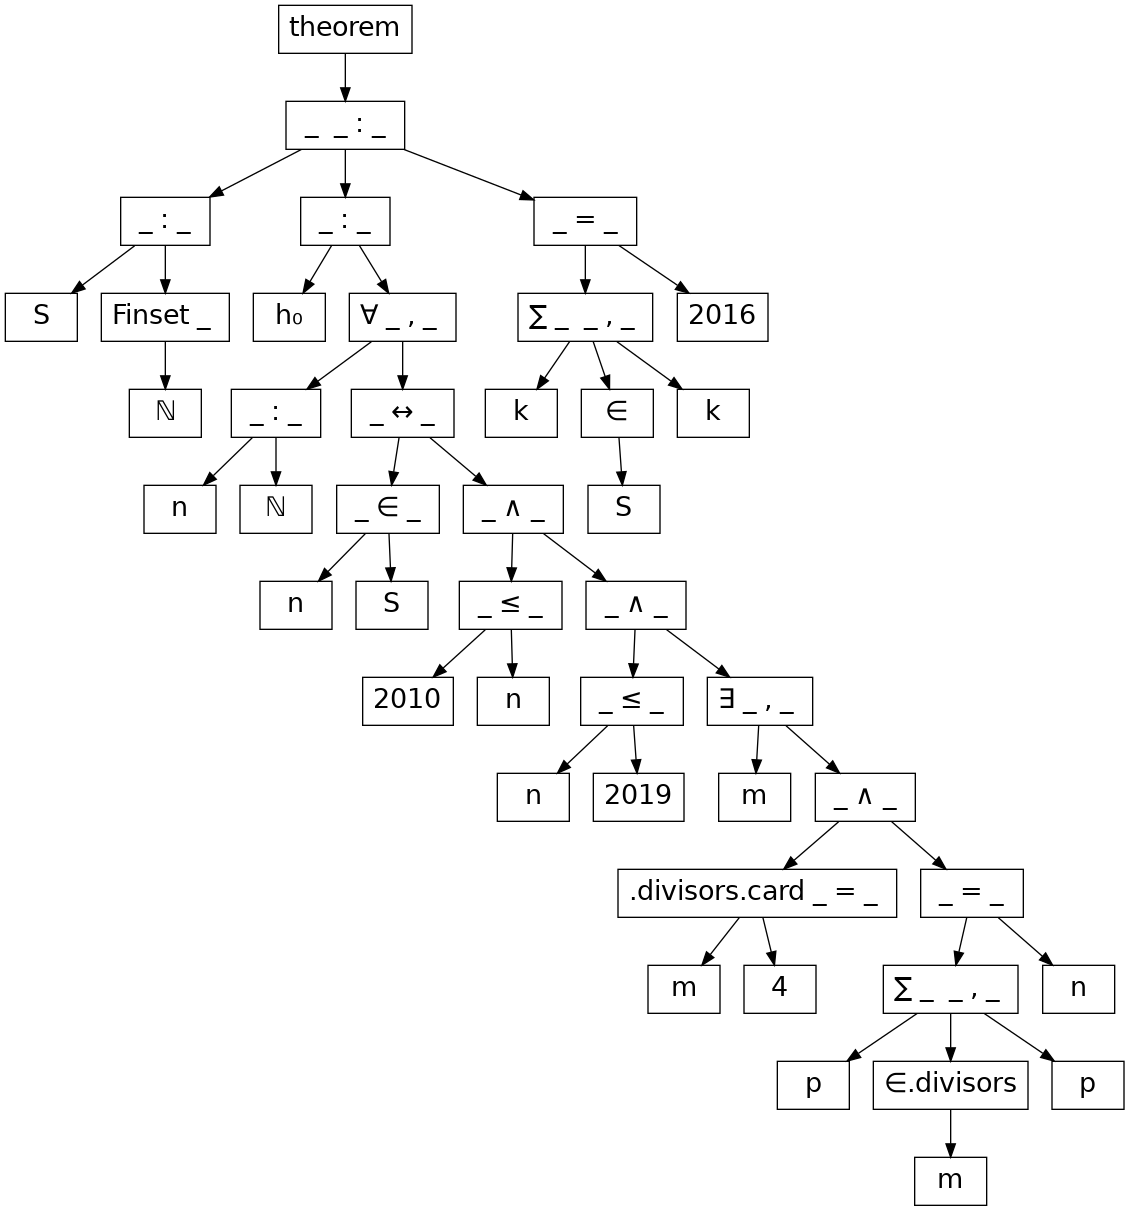 theorem
_ _ : _
_ : _ _ : _ _ = _
S Finset _ h₀ ∀ _ , _ ∑ _ _ , _ 2016
ℕ _ : _ _ ↔ _ k ∈ k
n ℕ _ ∈ _ _ ∧ _ S
n S _ ≤ _ _ ∧ _
2010 n _ ≤ _ ∃ _ , _
n 2019 m _ ∧ _
.divisors.card _ = _ _ = _
m 4 ∑ _ _ , _ n
p ∈.divisors p
m